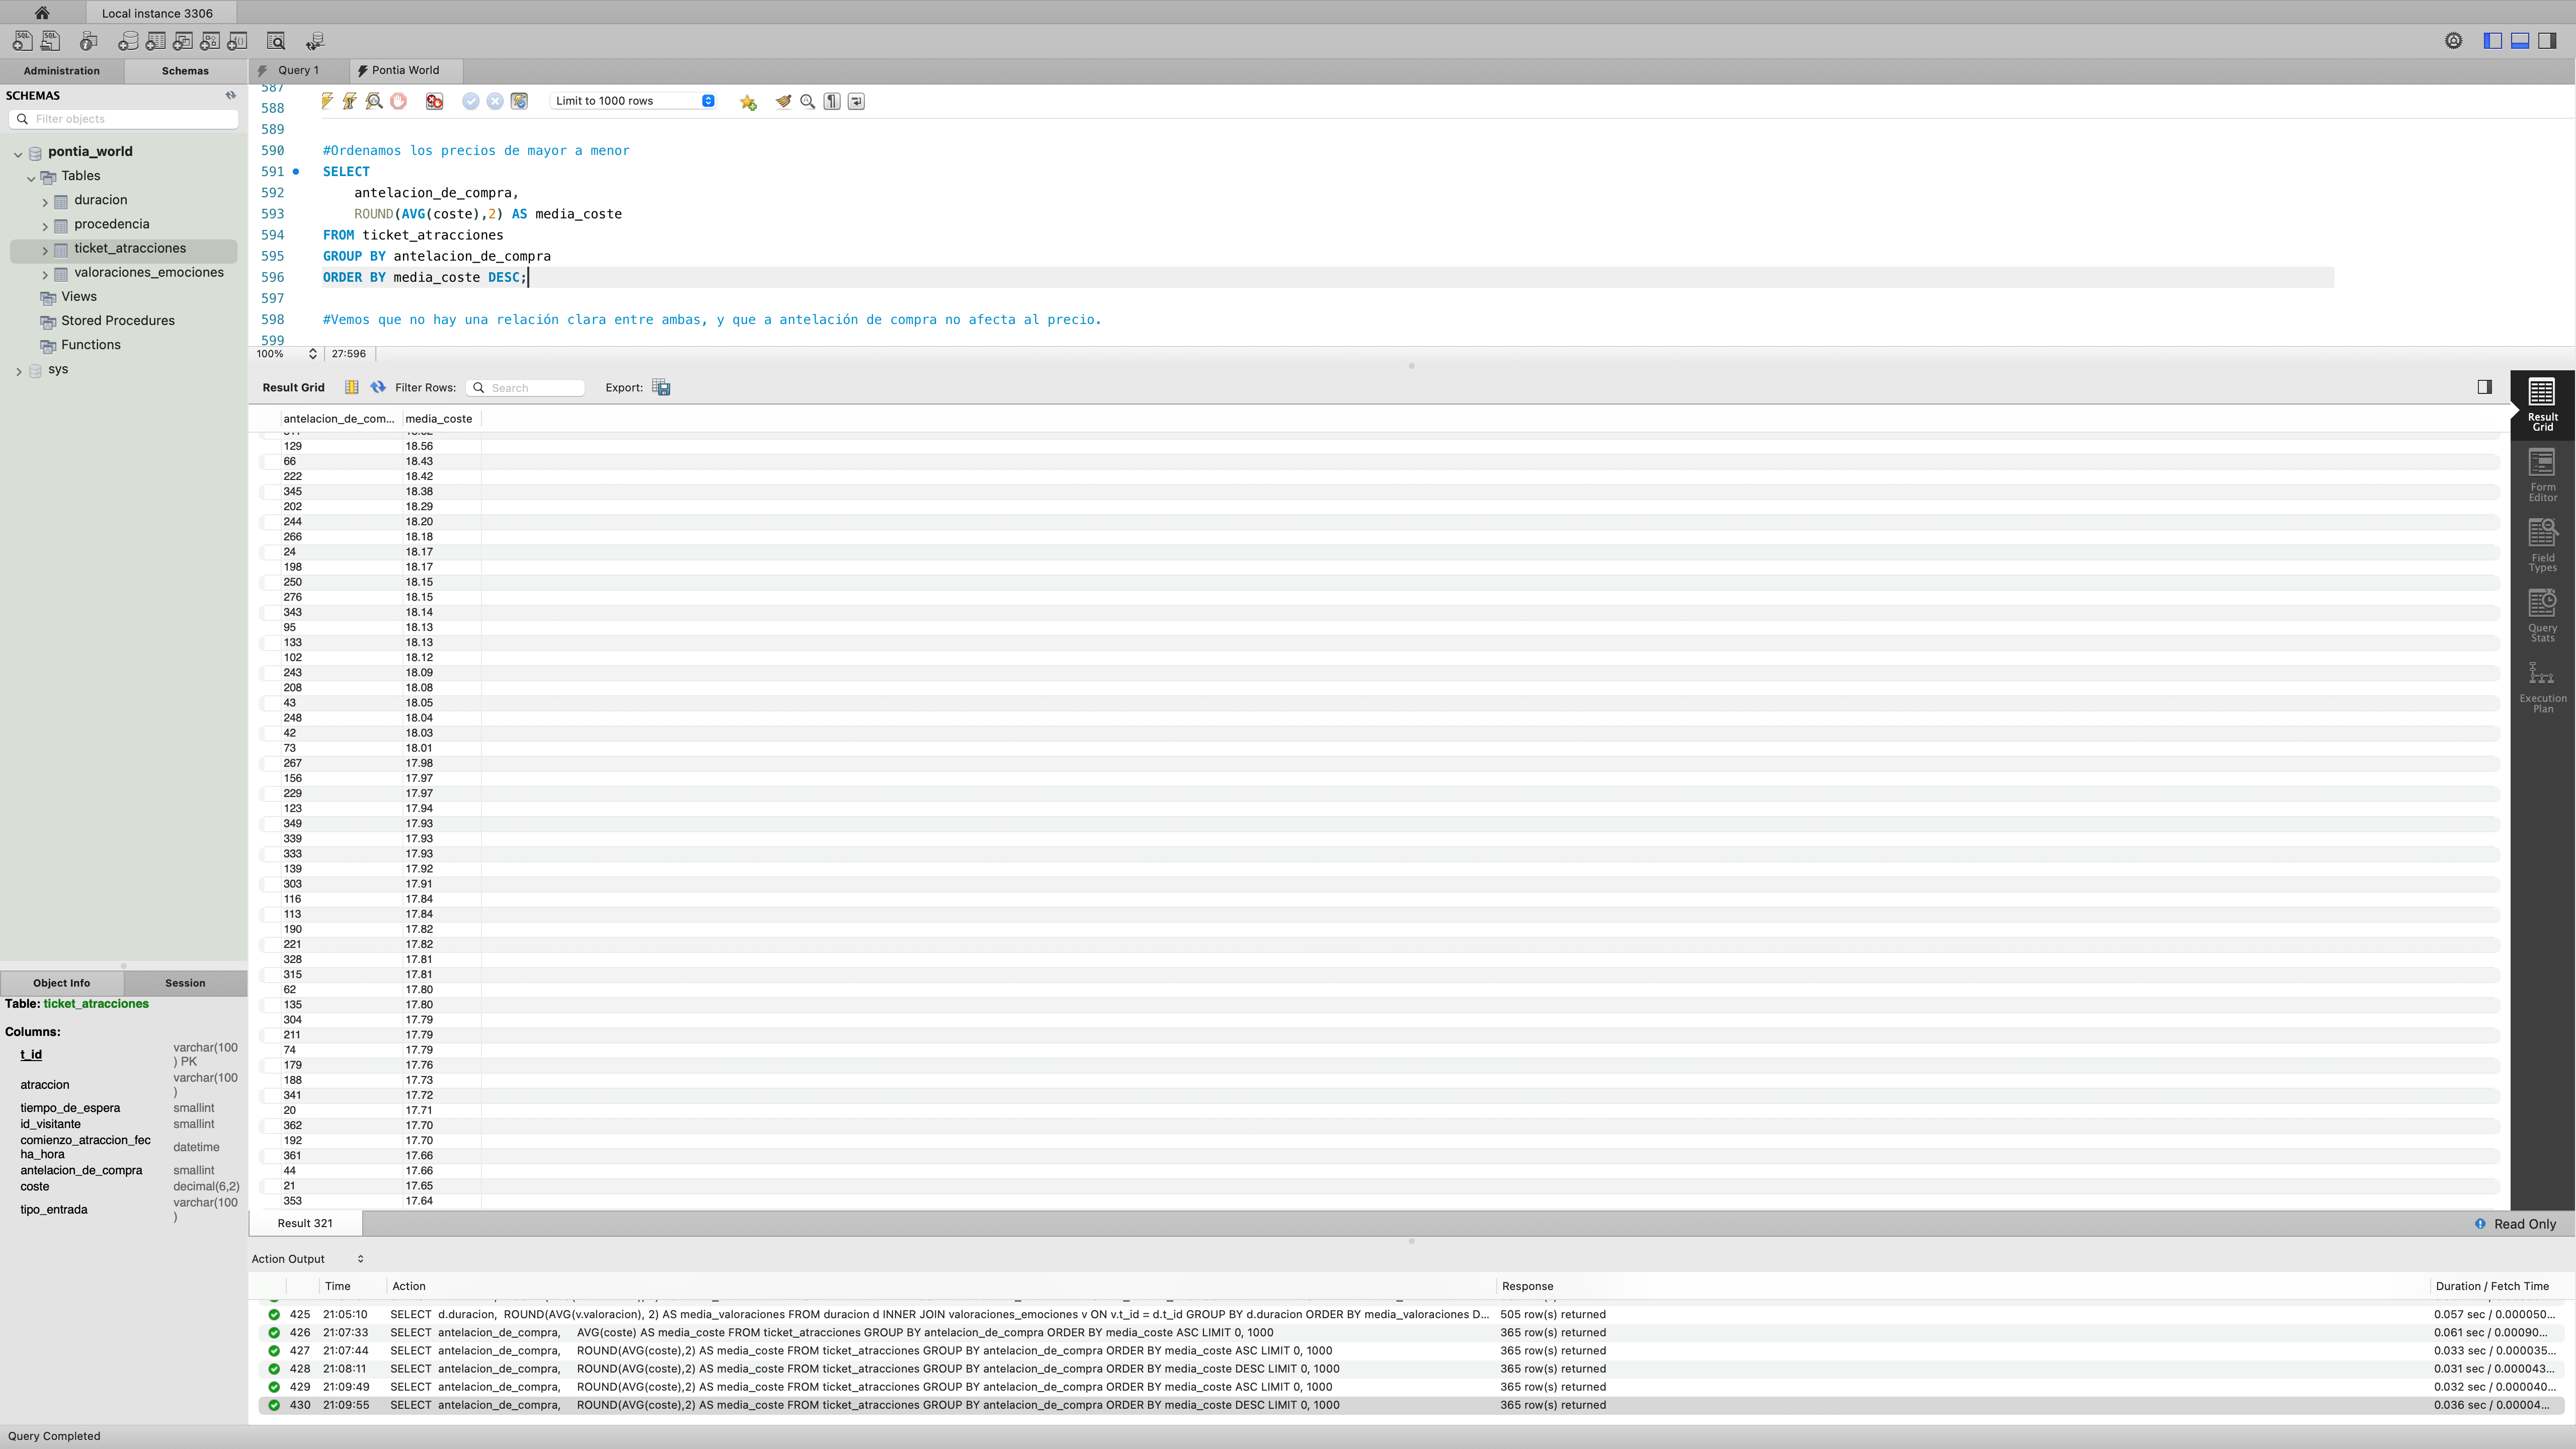 Local instance 3306
Administration
Schemas
Query 1
Pontia World
SCHEMAS
Filter objects
pontia_world
Tables
duracion
procedencia
ticket_atracciones
valoraciones_emociones
Views
Stored Procedures
Functions
sys
Limit to 1000 rows
587
588
589
590 #Ordenamos los precios de mayor a menor
591 SELECT
592 antelacion_de_compra,
593 ROUND(AVG(coste),2) AS media_coste
594 FROM ticket_atracciones
595 GROUP BY antelacion_de_compra
596 ORDER BY media_coste DESC;
597
598 #Vemos que no hay una relación clara entre ambas, y que a antelación de compra no afecta al precio.
599
100% 27:596
Result Grid Filter Rows: Search Export:
antelacion_de_com... media_coste
129 18.56
66 18.43
222 18.42
345 18.38
202 18.29
244 18.20
266 18.18
24 18.17
198 18.17
250 18.15
276 18.15
343 18.14
95 18.13
133 18.13
102 18.12
243 18.09
208 18.08
43 18.05
248 18.04
42 18.03
73 18.01
267 17.98
156 17.97
229 17.97
123 17.94
349 17.93
339 17.93
333 17.93
139 17.92
303 17.91
116 17.84
113 17.84
190 17.82
221 17.82
328 17.81
315 17.81
62 17.80
135 17.80
304 17.79
211 17.79
74 17.79
179 17.76
188 17.73
341 17.72
20 17.71
362 17.70
192 17.70
361 17.66
44 17.66
21 17.65
353 17.64
Result
Grid
Form
Editor
Field
Types
Query
Stats
Execution
Plan
Object Info
Session
Table: ticket_atracciones
Columns:
t_id varchar(100
) PK
atraccion varchar(100
)
tiempo_de_espera smallint
id_visitante smallint
comienzo_atraccion_fec
ha_hora datetime
antelacion_de_compra smallint
coste decimal(6,2)
tipo_entrada varchar(100
)
Result 321
Read Only
Action Output
Time Action Response Duration / Fetch Time
425 21:05:10 SELECT d.duracion, ROUND(AVG(v.valoracion), 2) AS media_valoraciones FROM duracion d INNER JOIN valoraciones_emociones v ON v.t_id = d.t_id GROUP BY d.duracion ORDER BY media_valoraciones D... 505 row(s) returned 0.057 sec / 0.000050...
426 21:07:33 SELECT antelacion_de_compra, AVG(coste) AS media_coste FROM ticket_atracciones GROUP BY antelacion_de_compra ORDER BY media_coste ASC LIMIT 0, 1000 365 row(s) returned 0.061 sec / 0.00090...
427 21:07:44 SELECT antelacion_de_compra, ROUND(AVG(coste),2) AS media_coste FROM ticket_atracciones GROUP BY antelacion_de_compra ORDER BY media_coste ASC LIMIT 0, 1000 365 row(s) returned 0.033 sec / 0.000035...
428 21:08:11 SELECT antelacion_de_compra, ROUND(AVG(coste),2) AS media_coste FROM ticket_atracciones GROUP BY antelacion_de_compra ORDER BY media_coste DESC LIMIT 0, 1000 365 row(s) returned 0.031 sec / 0.000043...
429 21:09:49 SELECT antelacion_de_compra, ROUND(AVG(coste),2) AS media_coste FROM ticket_atracciones GROUP BY antelacion_de_compra ORDER BY media_coste ASC LIMIT 0, 1000 365 row(s) returned 0.032 sec / 0.000040...
430 21:09:55 SELECT antelacion_de_compra, ROUND(AVG(coste),2) AS media_coste FROM ticket_atracciones GROUP BY antelacion_de_compra ORDER BY media_coste DESC LIMIT 0, 1000 365 row(s) returned 0.036 sec / 0.00004...
Query Completed